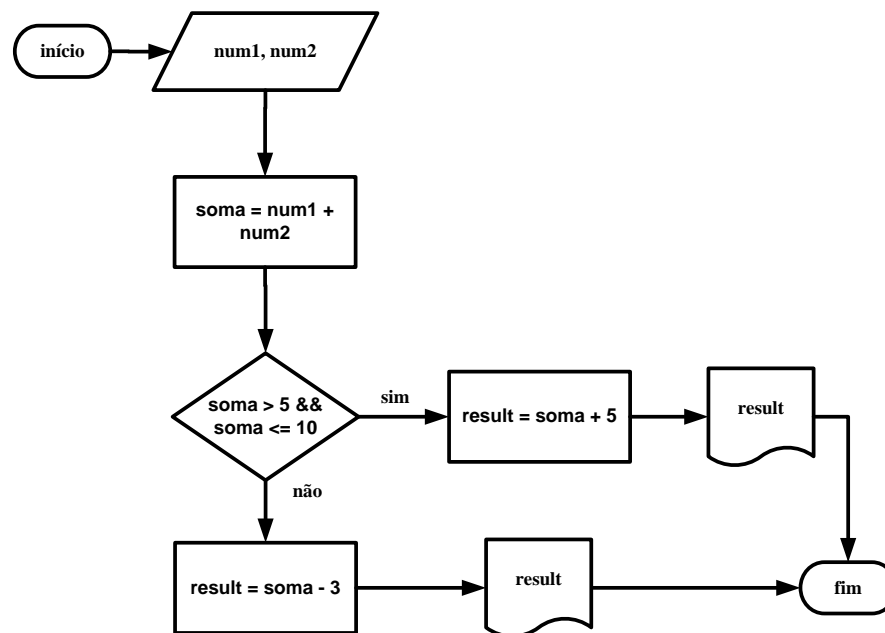 início
num1, num2
soma = num1 +
num2
soma > 5 &&
soma <= 10
sim
result = soma + 5
result
não
result = soma - 3
result
fim